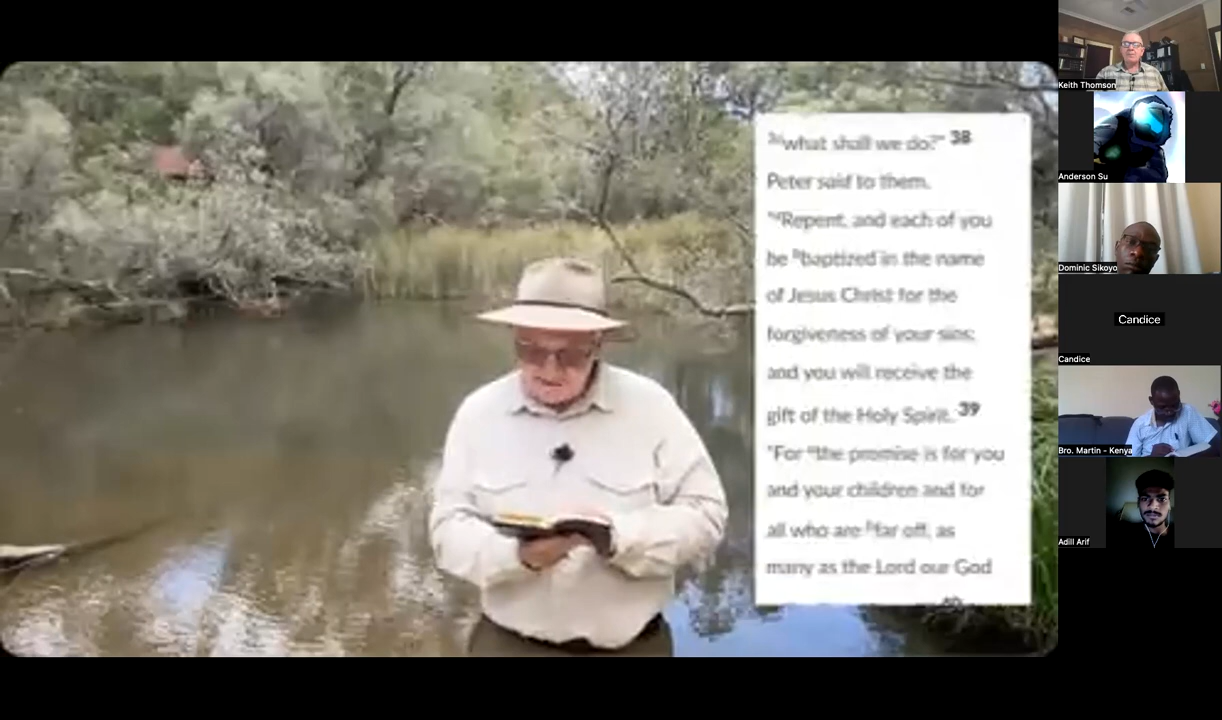 "what shall we do?" 38
Peter said to them,
"Repent, and each of you
be baptized in the name
of Jesus Christ for the
forgiveness of your sins;
and you will receive the
gift of the Holy Spirit. 39
"For the promise is for you
and your children and for
all who are far off, as
many as the Lord our God
Keith Thomson
Anderson Su
Dominic Sikoyo
Candice
Candice
Bro. Martin - Kenya
Adill Arif